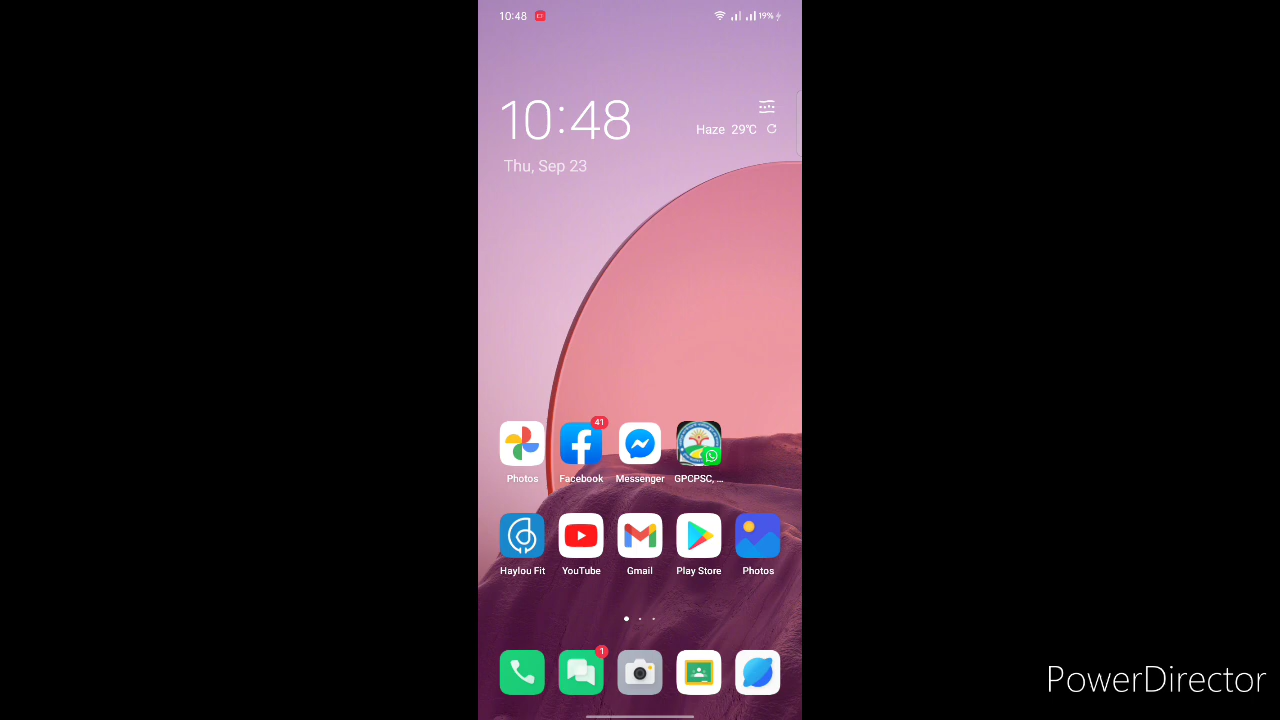 10:48
19%
10:48
Haze 29°C
Thu, Sep 23
41
Photos Facebook Messenger GPCPSC, ...
Haylou Fit YouTube Gmail Play Store Photos
1
PowerDirector